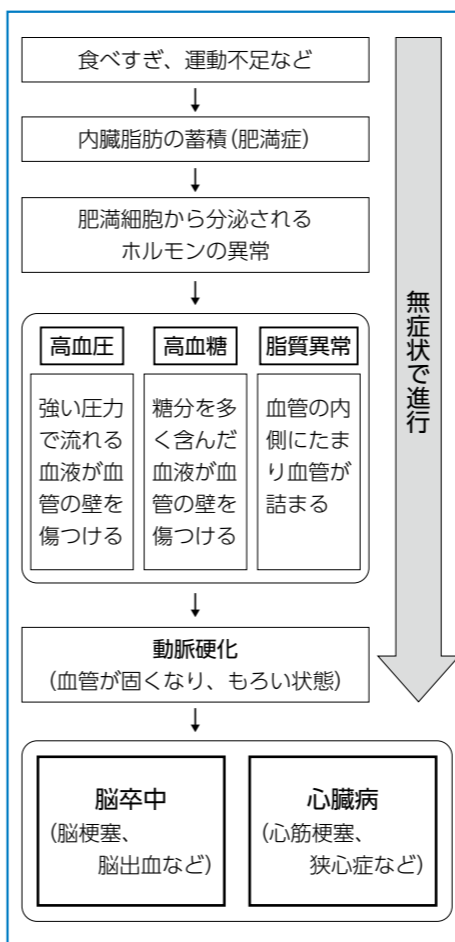 食べすぎ、運動不足など
内臓脂肪の蓄積(肥満症)
肥満細胞から分泌される
ホルモンの異常
高血圧
強い圧力
で流れる
血液が血
管の壁を
傷つける
高血糖
糖分を多
く含んだ
血液が血
管の壁を
傷つける
脂質異常
血管の内
側にたま
り血管が
詰まる
動脈硬化
(血管が固くなり、もろい状態)
脳卒中
(脳梗塞、
脳出血など)
心臓病
(心筋梗塞、
狭心症など)
無症状で進行